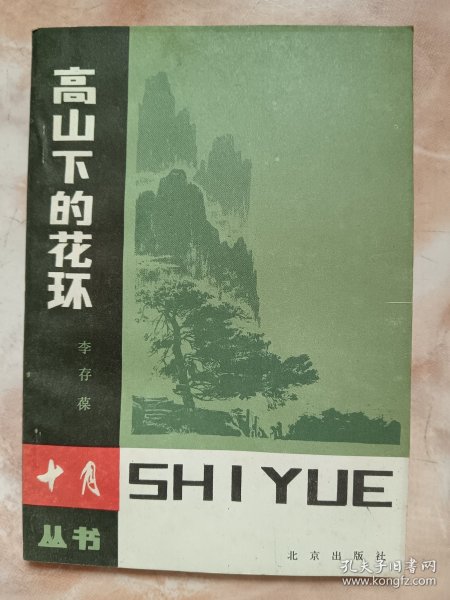 高山下的花环
李存葆
十月
SHIYUE
丛书
北京出版社
孔夫子旧书网
www.kongfz.com